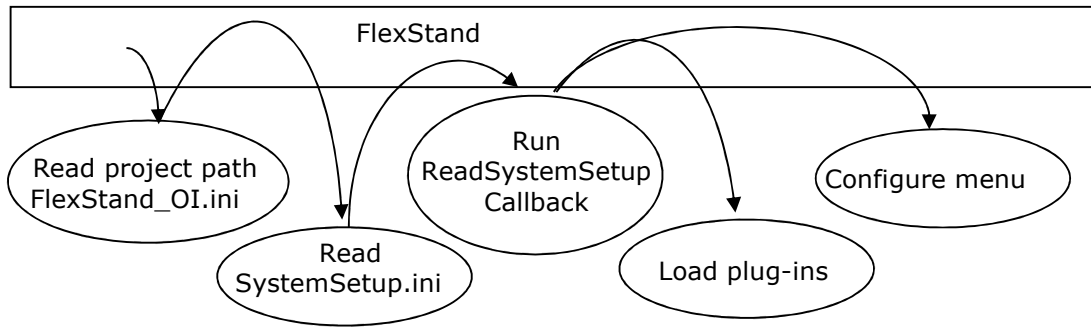 FlexStand
Read project path
FlexStand_OI.ini
Read
SystemSetup.ini
Run
ReadSystemSetup
Callback
Load plug-ins
Configure menu